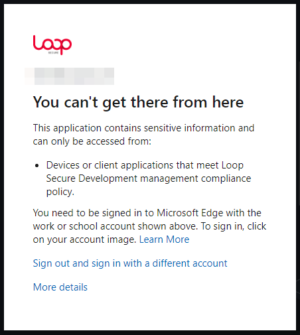 Loop
You can't get there from here
This application contains sensitive information and
can only be accessed from:
• Devices or client applications that meet Loop
Secure Development management compliance
policy.
You need to be signed in to Microsoft Edge with the
work or school account shown above. To sign in, click
on your account image. Learn More
Sign out and sign in with a different account
More details